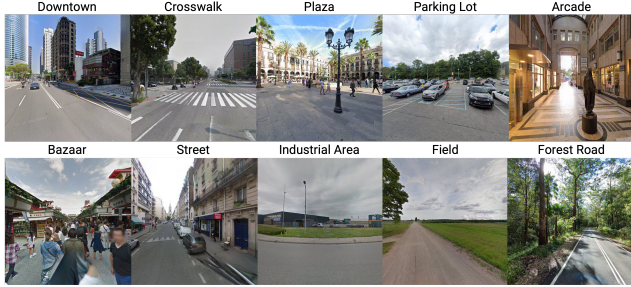 Downtown
Crosswalk
Plaza
Parking Lot
Arcade
Bazaar
Street
Industrial Area
Field
Forest Road